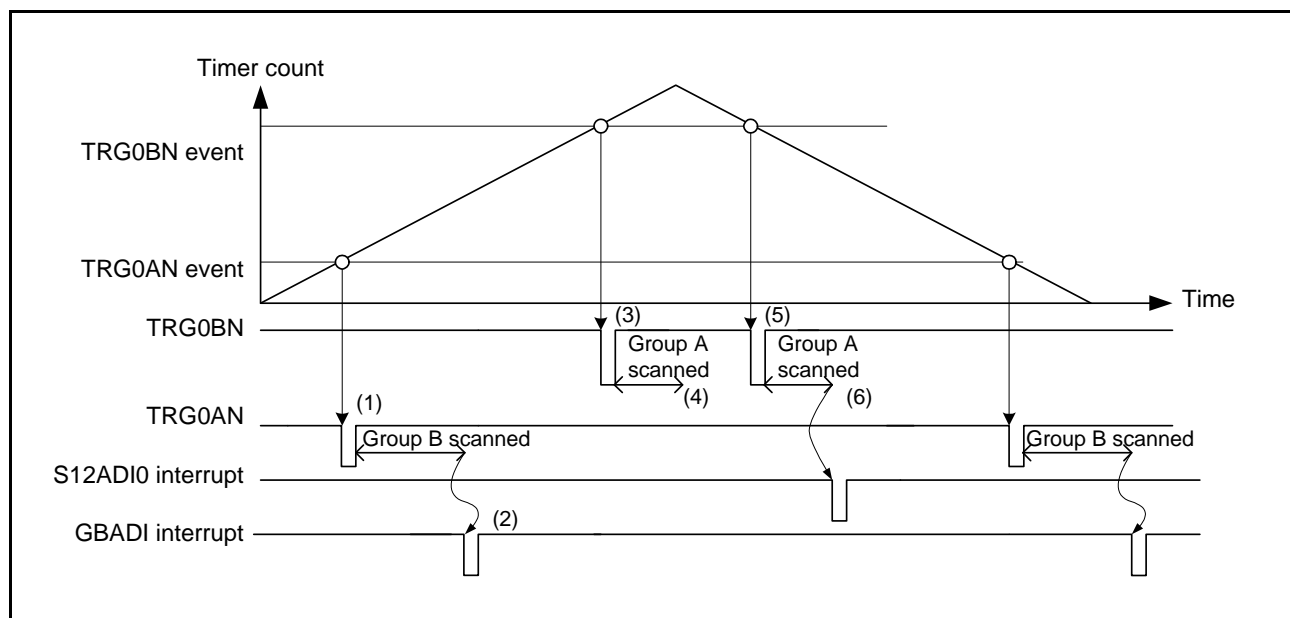 Timer count
TRG0BN event
TRG0AN event
Time
TRG0BN
(3)
(5)
Group A
scanned
Group A
scanned
(4)
(6)
TRG0AN
(1)
Group B scanned
Group B scanned
S12ADI0 interrupt
GBADI interrupt
(2)